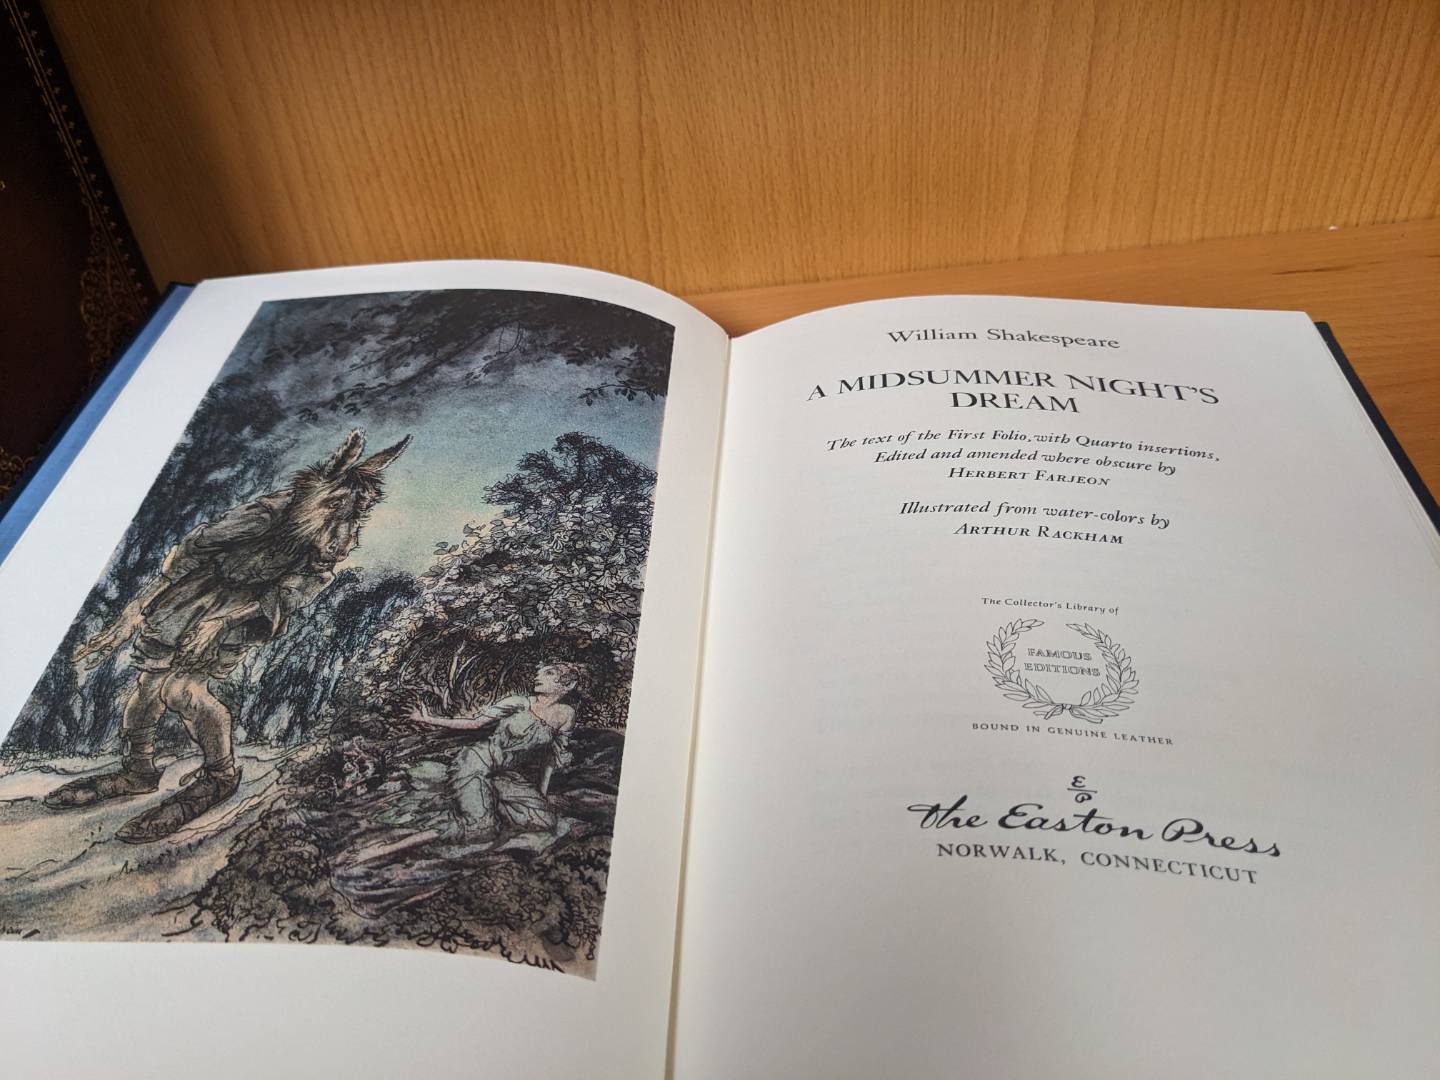 William Shakespeare
A MIDSUMMER NIGHT'S
DREAM
The text of the First Folio, with Quarto insertions,
Edited and amended where obscure by
HERBERT FARJEON
Illustrated from water-colors by
ARTHUR RACKHAM
The Collector's Library of
FAMOUS
EDITIONS
BOUND IN GENUINE LEATHER
E
P
The Easton Press
NORWALK, CONNECTICUT